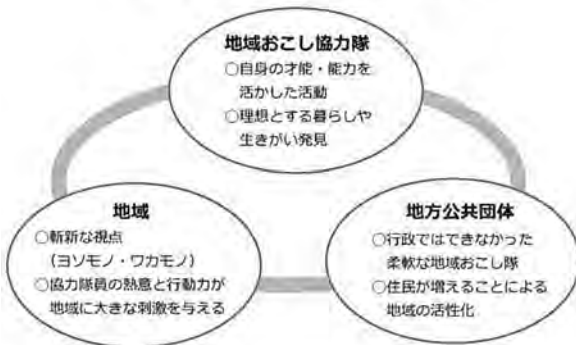 地域おこし協力隊
○自身の才能・能力を
活かした活動
○理想とする暮らしや
生きがい発見
地域
○斬新な視点
(ヨソモノ・ワカモノ)
○協力隊員の熱意と行動力が
地域に大きな刺激を与える
地方公共団体
○行政ではできなかった
柔軟な地域おこし隊
○住民が増えることによる
地域の活性化